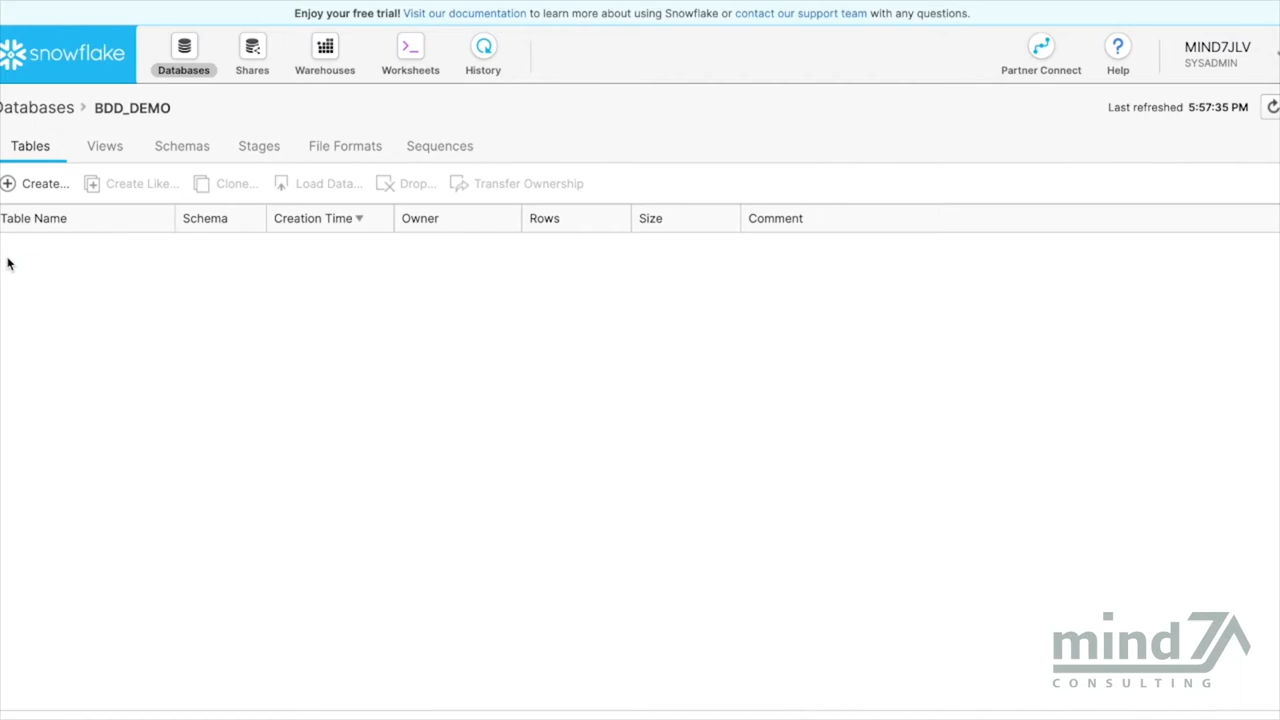 Enjoy your free trial! Visit our documentation to learn more about using Snowflake or contact our support team with any questions.
snowflake
Databases
Shares
Warehouses
Worksheets
History
Partner Connect
Help
MIND7JLV
SYSADMIN
Databases > BDD_DEMO
Last refreshed 5:57:35 PM
Tables Views Schemas Stages File Formats Sequences
Create... Create Like... Clone... Load Data... Drop... Transfer Ownership
Table Name Schema Creation Time Owner Rows Size Comment
mind7
CONSULTING